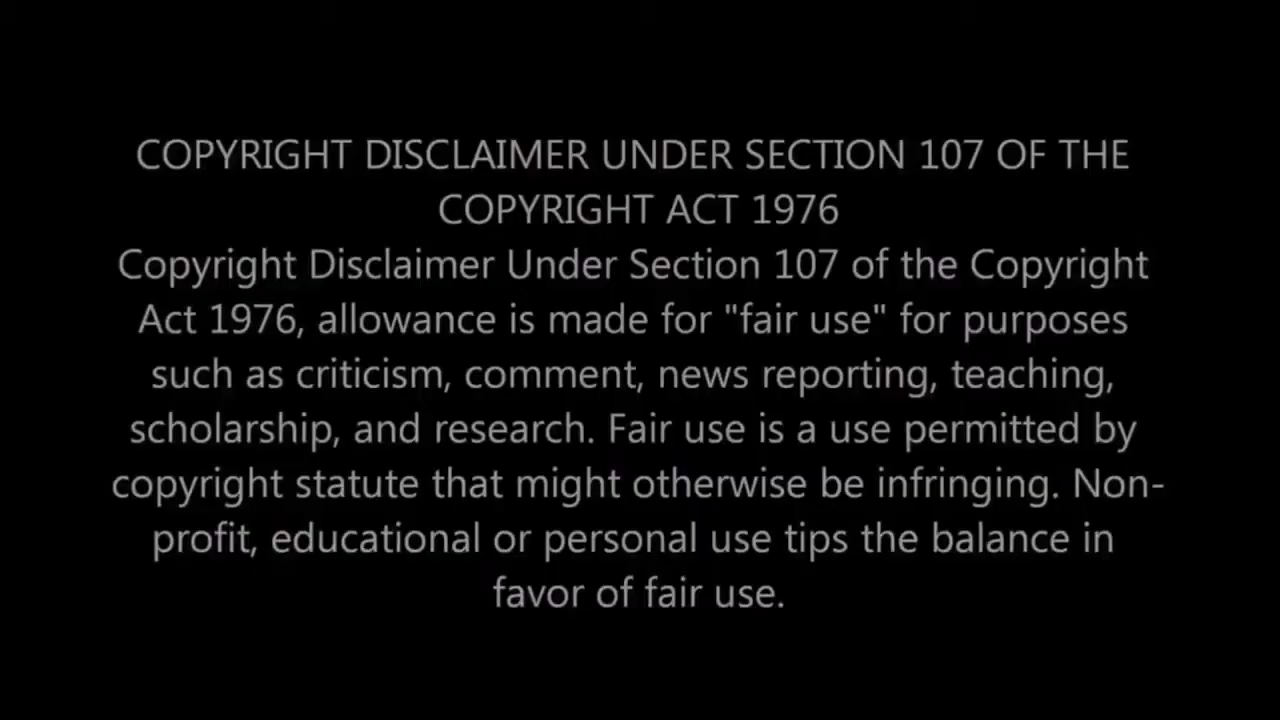 COPYRIGHT DISCLAIMER UNDER SECTION 107 OF THE
COPYRIGHT ACT 1976
Copyright Disclaimer Under Section 107 of the Copyright
Act 1976, allowance is made for "fair use" for purposes
such as criticism, comment, news reporting, teaching,
scholarship, and research. Fair use is a use permitted by
copyright statute that might otherwise be infringing. Non-
profit, educational or personal use tips the balance in
favor of fair use.